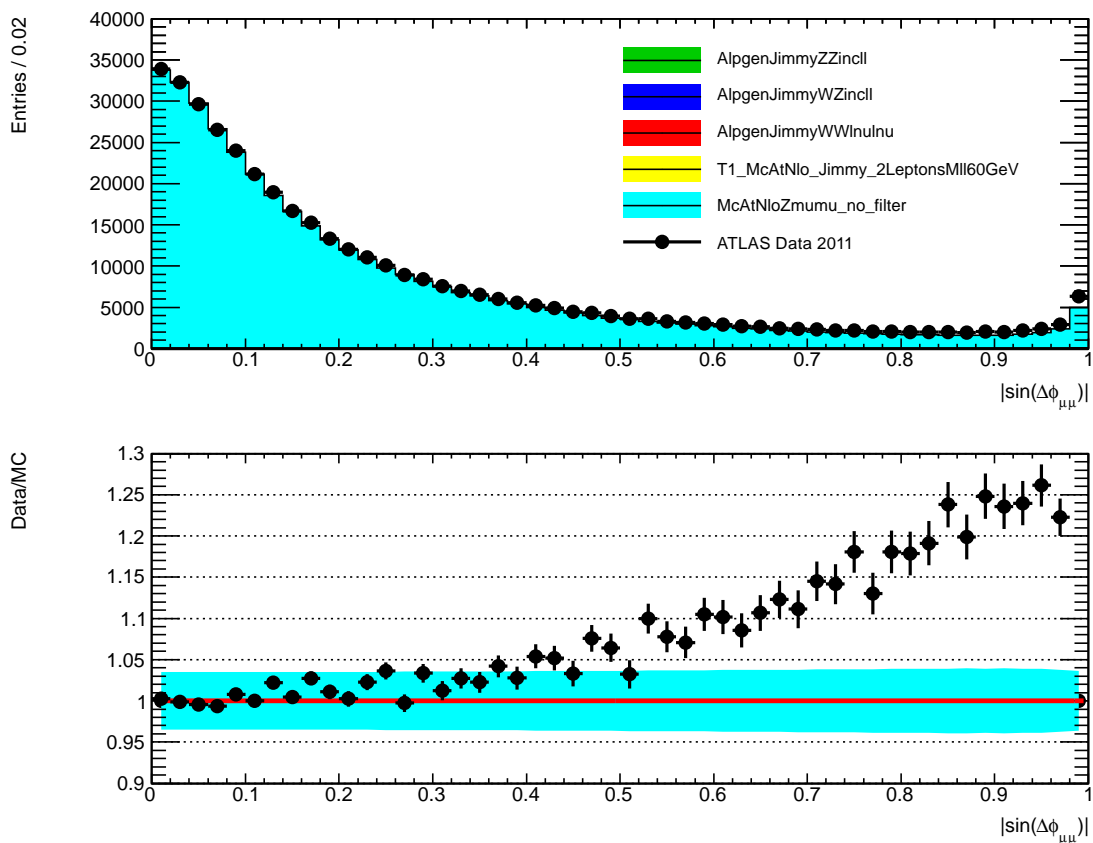 Entries / 0.02
40000
35000
30000
25000
20000
15000
10000
5000
0
AlpgenJimmyZZincll
AlpgenJimmyWZincll
AlpgenJimmyWWlnulnu
T1_McAtNlo_Jimmy_2LeptonsMll60GeV
McAtNloZmumu_no_filter
ATLAS Data 2011
0 0.1 0.2 0.3 0.4 0.5 0.6 0.7 0.8 0.9 1
|sin(Δϕμμ)|
Data/MC
1.3
1.25
1.2
1.15
1.1
1.05
1
0.95
0.9
0 0.1 0.2 0.3 0.4 0.5 0.6 0.7 0.8 0.9 1
|sin(Δϕμμ)|